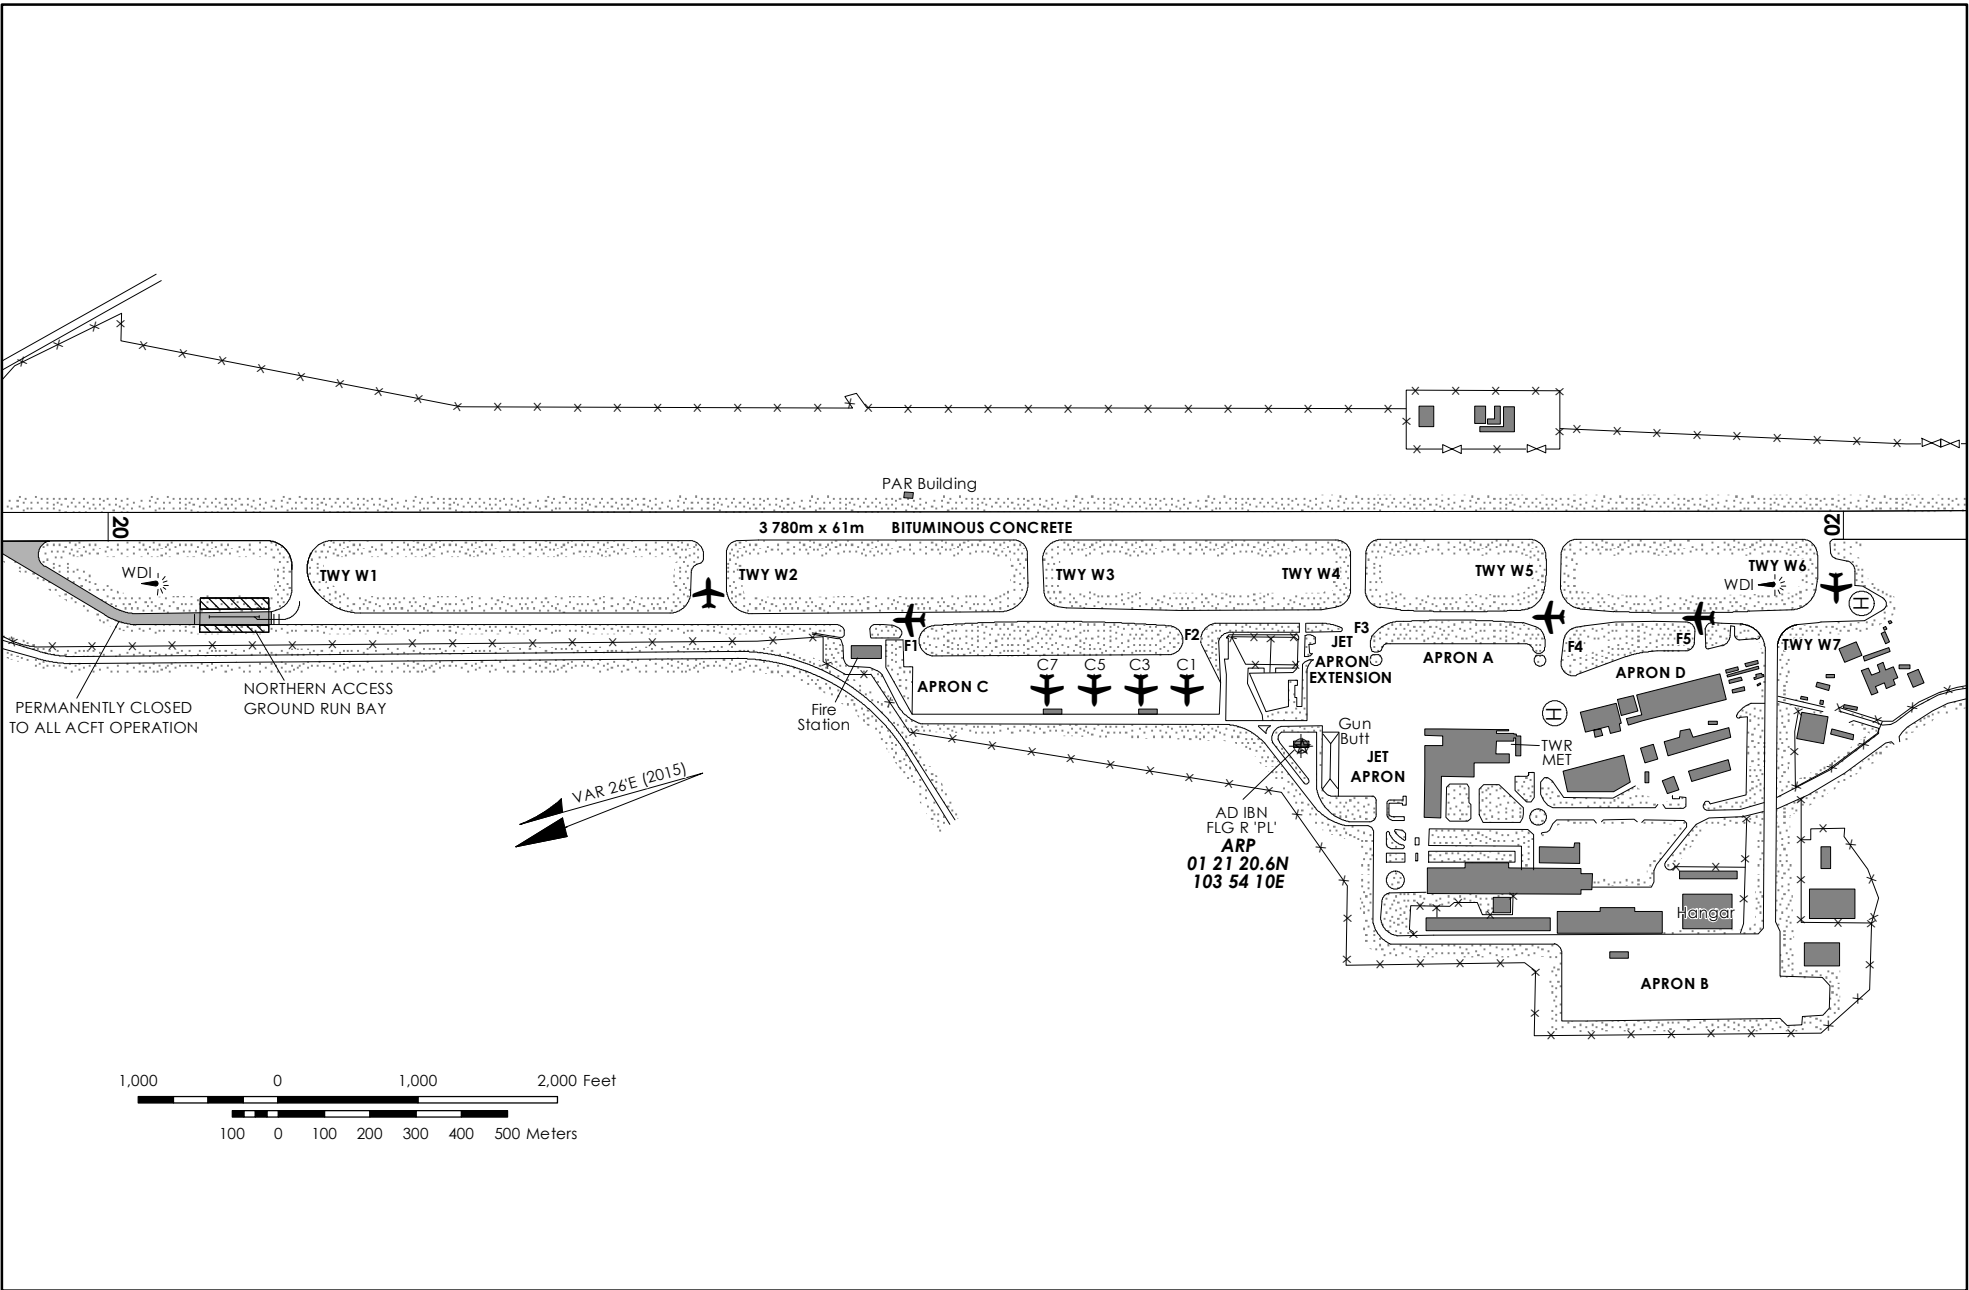 PAR Building
20
3 780m x 61m BITUMINOUS CONCRETE
02
WDI
TWY W1
TWY W2
TWY W3
TWY W4
TWY W5
TWY W6
WDI
H
F1
F2
F3
F4
F5
TWY W7
JET
APRON
EXTENSION
APRON A
APRON D
C7
C5
C3
C1
APRON C
PERMANENTLY CLOSED
TO ALL ACFT OPERATION
NORTHERN ACCESS
GROUND RUN BAY
Fire
Station
H
Gun
Butt
TWR
MET
JET
APRON
VAR 26'E (2015)
AD IBN
FLG R 'PL'
ARP
01 21 20.6N
103 54 10E
Hangar
APRON B
1,000 0 1,000 2,000 Feet
100 0 100 200 300 400 500 Meters